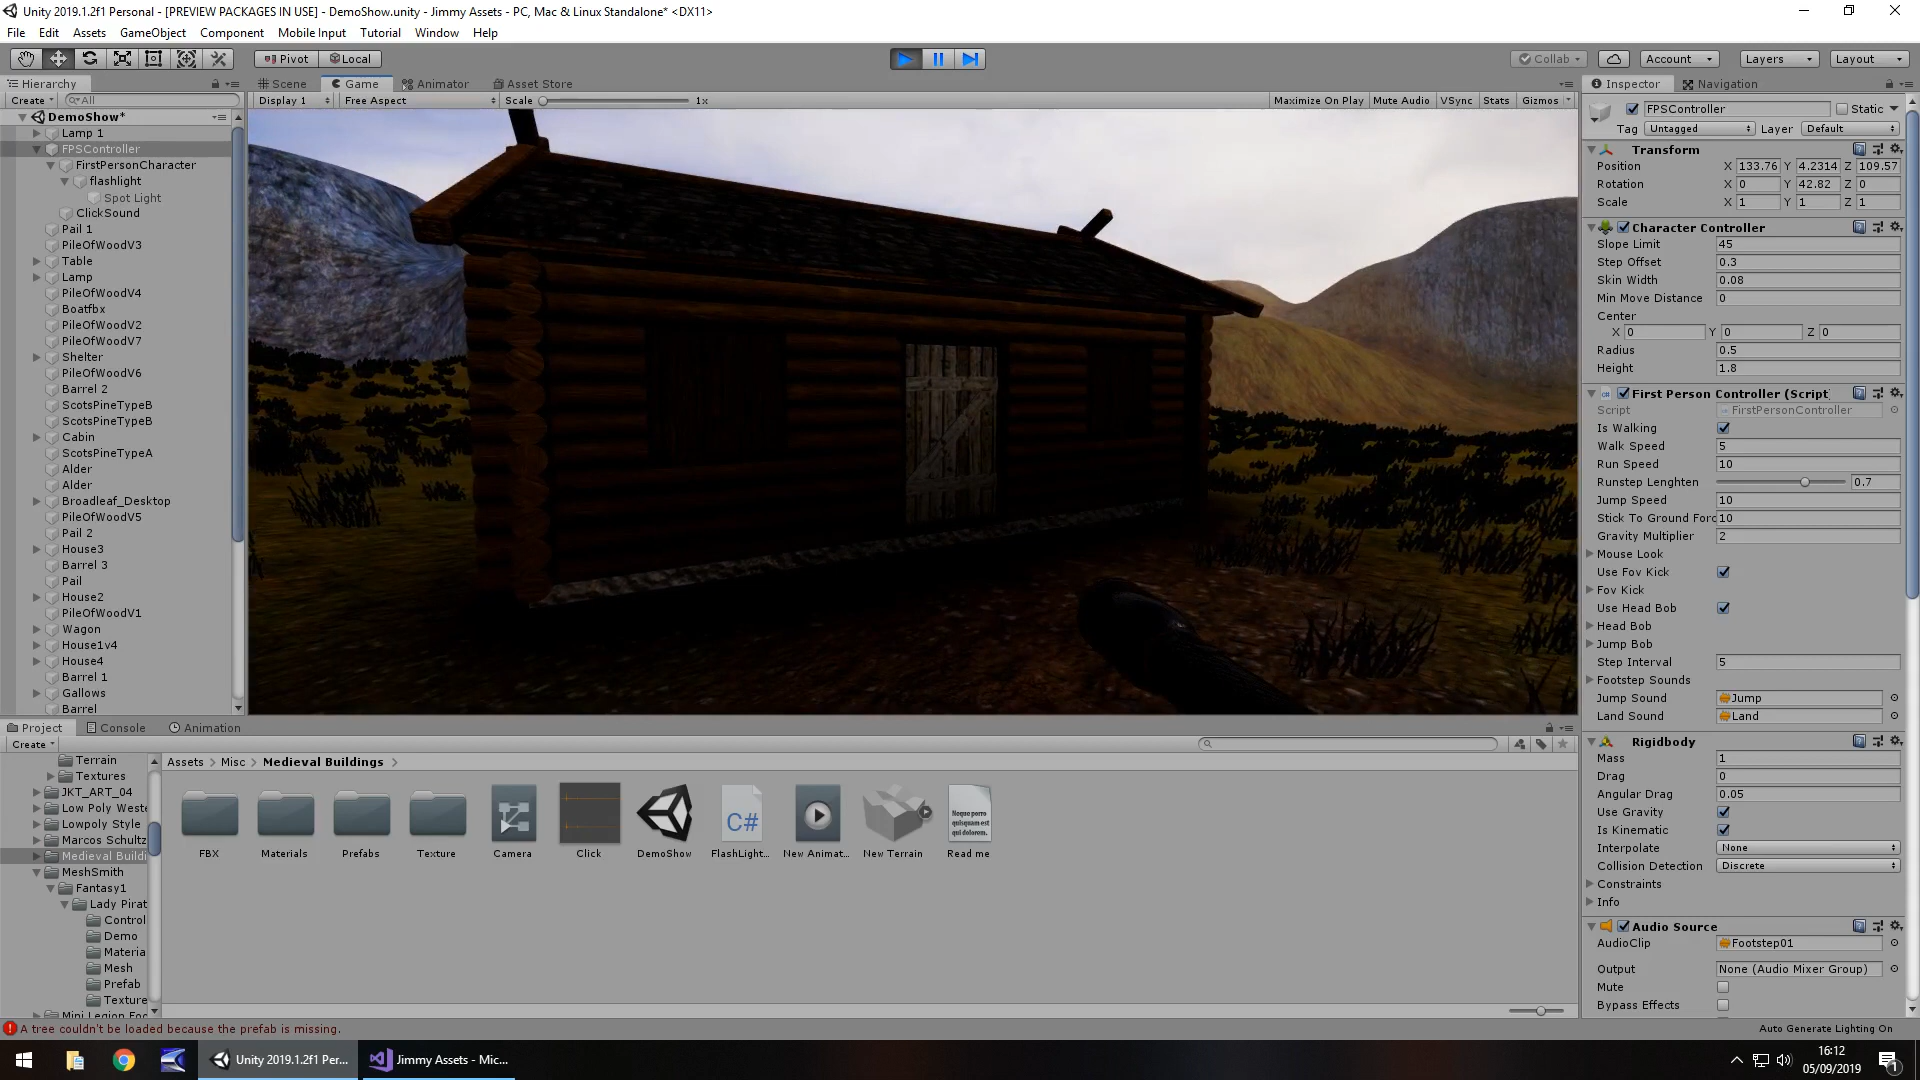 Unity 2019.1.2f1 Personal - [PREVIEW PACKAGES IN USE] - DemoShow.unity - Jimmy Assets - PC, Mac & Linux Standalone* <DX11>
File Edit Assets GameObject Component Mobile Input Tutorial Window Help
Pivot Local Collab Account Layers Layout
Hierarchy Scene Game Animator Asset Store Inspector Navigation
Create All Display 1 Free Aspect Scale 1x Maximize On Play Mute Audio VSync Stats Gizmos
DemoShow*
Lamp 1
FPSController
FirstPersonCharacter
flashlight
Spot Light
ClickSound
Pail 1
PileOfWoodV3
Table
Lamp
PileOfWoodV4
Boatfbx
PileOfWoodV2
PileOfWoodV7
Shelter
PileOfWoodV6
Barrel 2
ScotsPineTypeB
ScotsPineTypeB
Cabin
ScotsPineTypeA
Alder
Alder
Broadleaf_Desktop
PileOfWoodV5
Pail 2
House3
Barrel 3
Pail
House2
PileOfWoodV1
Wagon
House1v4
House4
Barrel 1
Gallows
Barrel
FPSController Static
Tag Untagged Layer Default
Transform
Position X 133.76 Y 4.2314 Z 109.57
Rotation X 0 Y 42.82 Z 0
Scale X 1 Y 1 Z 1
Character Controller
Slope Limit 45
Step Offset 0.3
Skin Width 0.08
Min Move Distance 0
Center
X 0 Y 0 Z 0
Radius 0.5
Height 1.8
First Person Controller (Script
Script FirstPersonController
Is Walking
Walk Speed 5
Run Speed 10
Runstep Lenghten 0.7
Jump Speed 10
Stick To Ground Forc 10
Gravity Multiplier 2
Mouse Look
Use Fov Kick
Fov Kick
Use Head Bob
Head Bob
Jump Bob
Step Interval 5
Footstep Sounds
Jump Sound Jump
Land Sound Land
Rigidbody
Mass 1
Drag 0
Angular Drag 0.05
Use Gravity
Is Kinematic
Interpolate None
Collision Detection Discrete
Constraints
Info
Audio Source
AudioClip Footstep01
Output None (Audio Mixer Group)
Mute
Bypass Effects
Project Console Animation
Create
Terrain
Textures
JKT_ART_04
Low Poly Weste
Lowpoly Style
Marcos Schultz
Medieval Buildi
MeshSmith
Fantasy1
Lady Pirat
Control
Demo
Materia
Mesh
Prefab
Texture
Mini Legion Foo
Assets Misc Medieval Buildings
C#
Neque porro
quisquam est
qui dolorem.
FBX Materials Prefabs Texture Camera Click DemoShow FlashLight... New Animat... New Terrain Read me
A tree couldn't be loaded because the prefab is missing.
Auto Generate Lighting On
Unity 2019.1.2f1 Per... Jimmy Assets - Mic...
16:12
05/09/2019
1